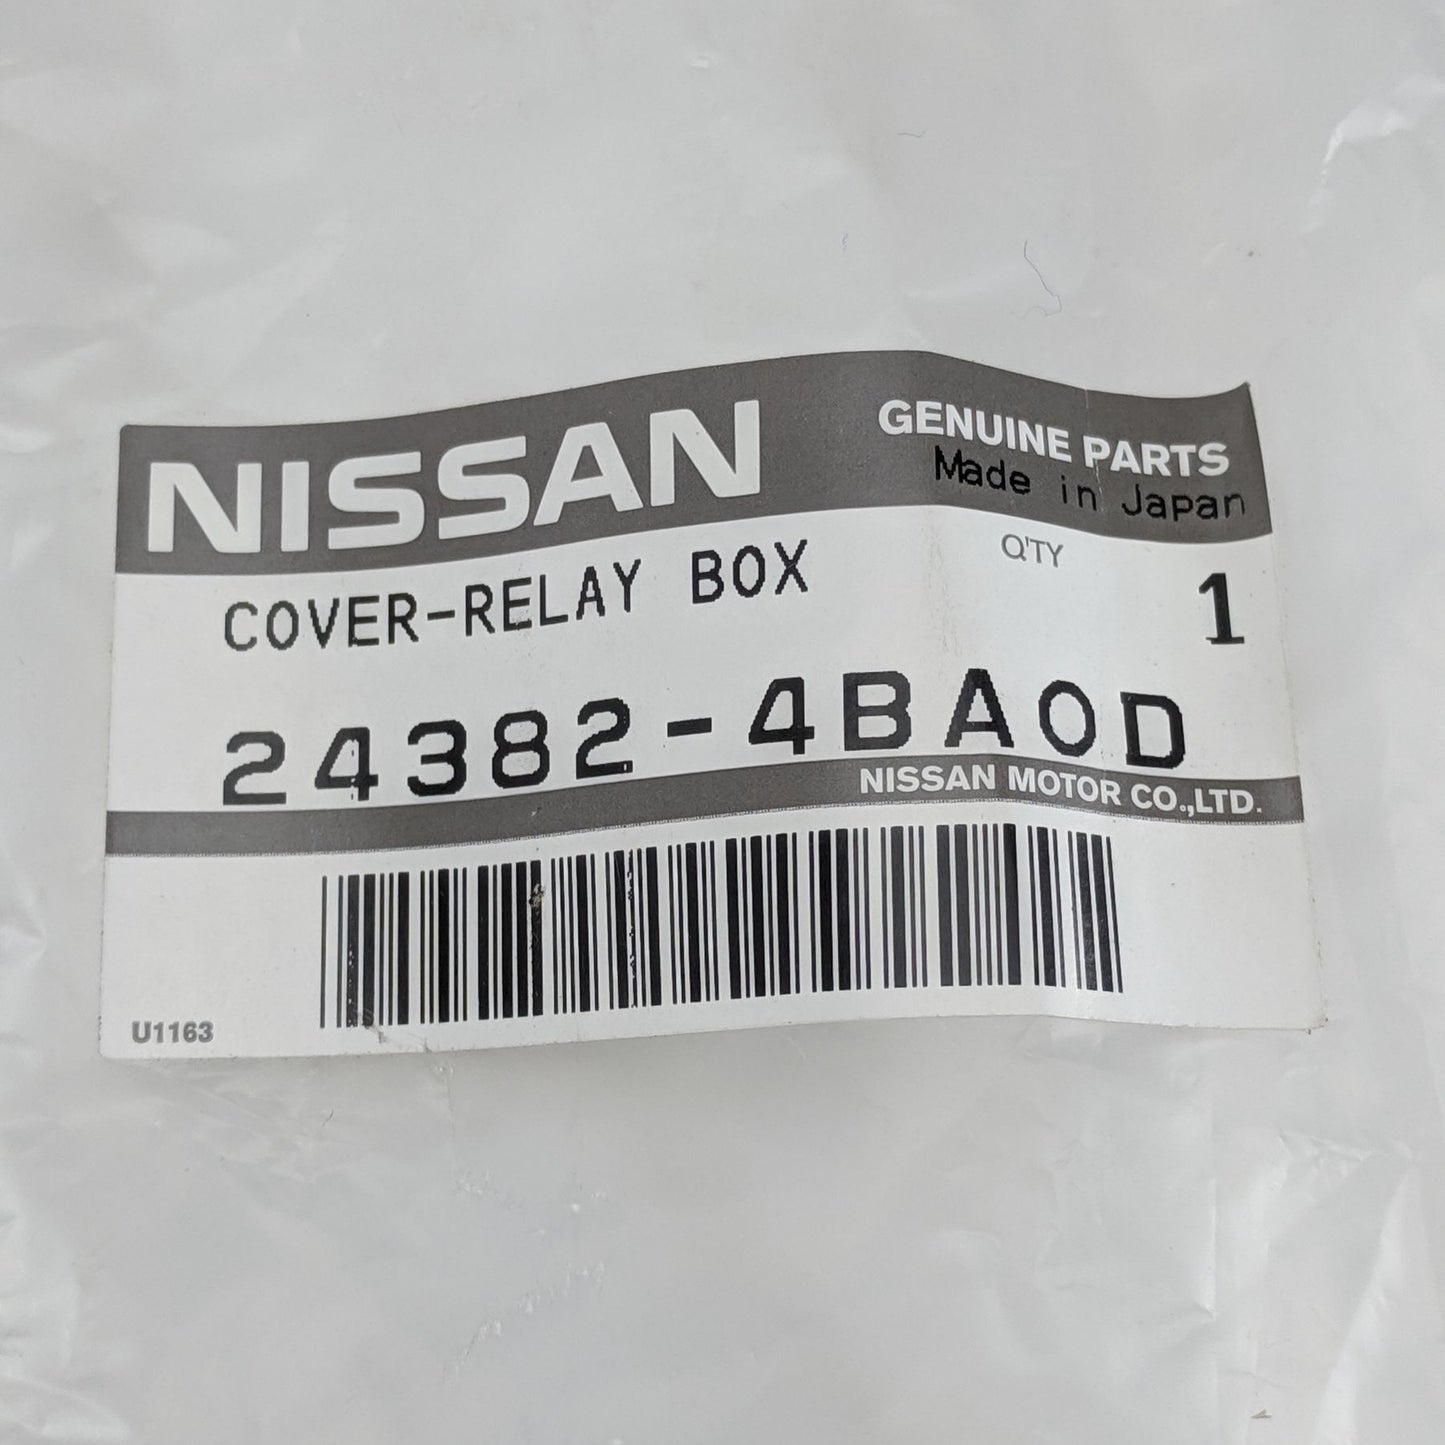 NISSAN
GENUINE PARTS
Made in Japan
COVER-RELAY BOX
Q'TY
1
24382-4BA0D
NISSAN MOTOR CO.,LTD.
U1163